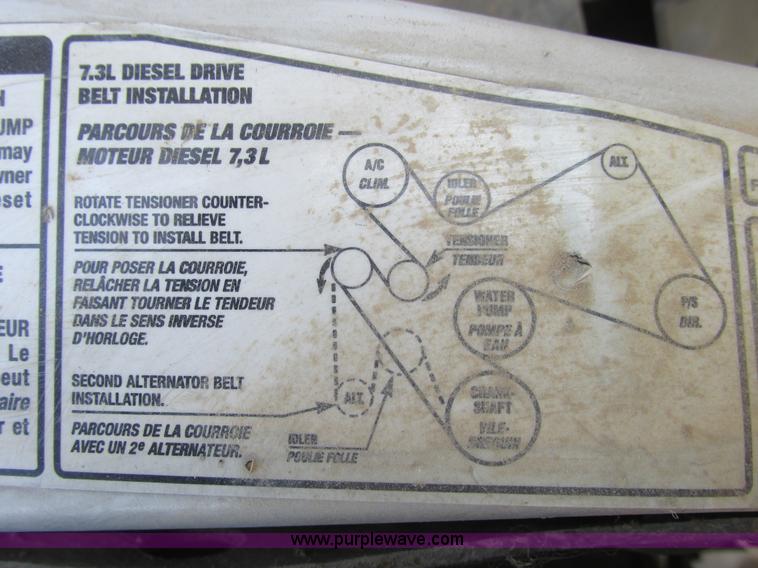 N
UMP
may
wner
eset
E
EUR
Le
eut
aire
r et
7.3L DIESEL DRIVE
BELT INSTALLATION
PARCOURS DE LA COURROIE —
MOTEUR DIESEL 7,3 L
ROTATE TENSIONER COUNTER-
CLOCKWISE TO RELIEVE
TENSION TO INSTALL BELT.
POUR POSER LA COURROIE,
RELÂCHER LA TENSION EN
FAISANT TOURNER LE TENDEUR
DANS LE SENS INVERSE
D'HORLOGE.
SECOND ALTERNATOR BELT
INSTALLATION.
PARCOURS DE LA COURROIE
AVEC UN 2e ALTERNATEUR.
A/C
CLIM.
IDLER
POULIE
FOLLE
ALT.
TENSIONER
TENDEUR
WATER
PUMP
POMPE À
EAU
P/S
DIR.
ALT.
CRANK-
SHAFT
VILE-
BREQUIN
IDLER
POULIE FOLLE
F
www.purplewave.com